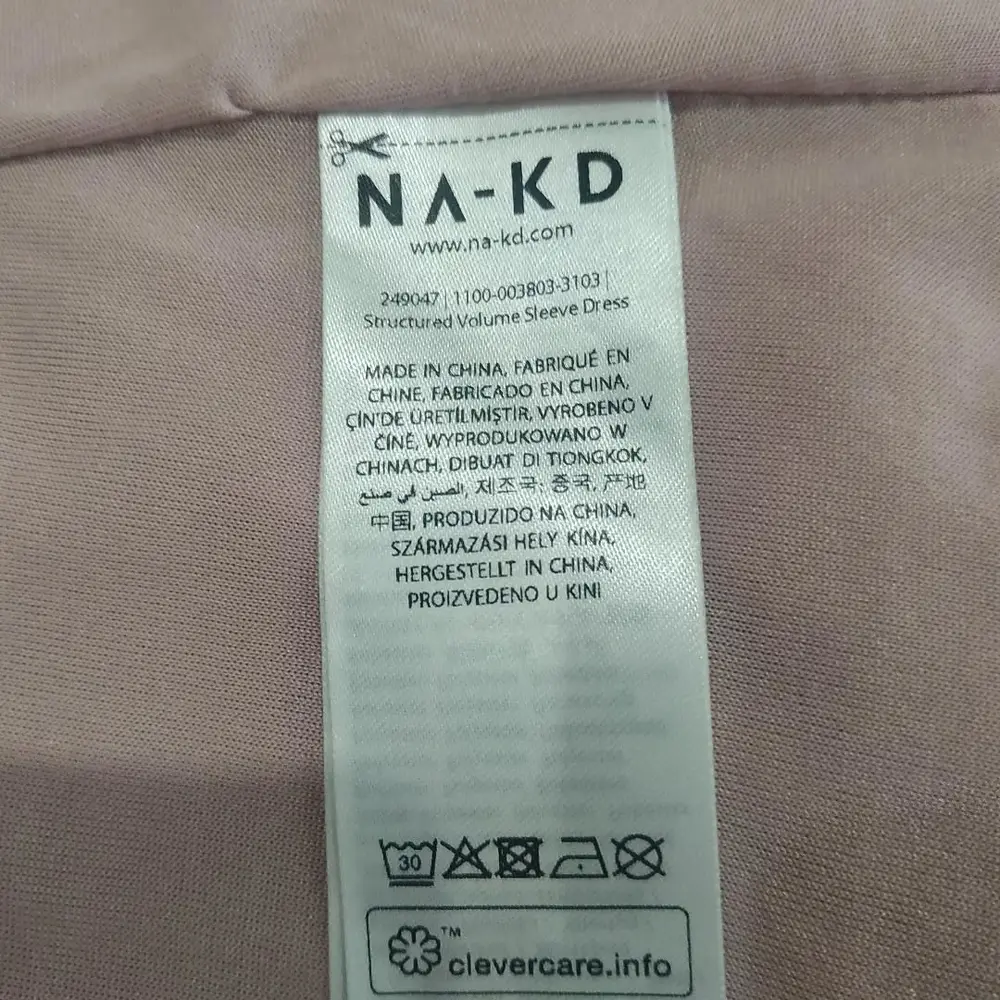 NA-KD
www.na-kd.com
249047 | 1100-003803-3103 |
Structured Volume Sleeve Dress
MADE IN CHINA, FABRIQUÉ EN
CHINE, FABRICADO EN CHINA,
ÇİN'DE ÜRETİLMİŞTİR, VYROBENO V
ČÍNĚ, WYPRODUKOWANO W
CHINACH, DIBUAT DI TIONGKOK,
الصين في صنع, 제조국: 중국, 产地
中国, PRODUZIDO NA CHINA,
SZÁRMAZÁSI HELY KÍNA,
HERGESTELLT IN CHINA,
PROIZVEDENO U KINI
30
™
clevercare.info